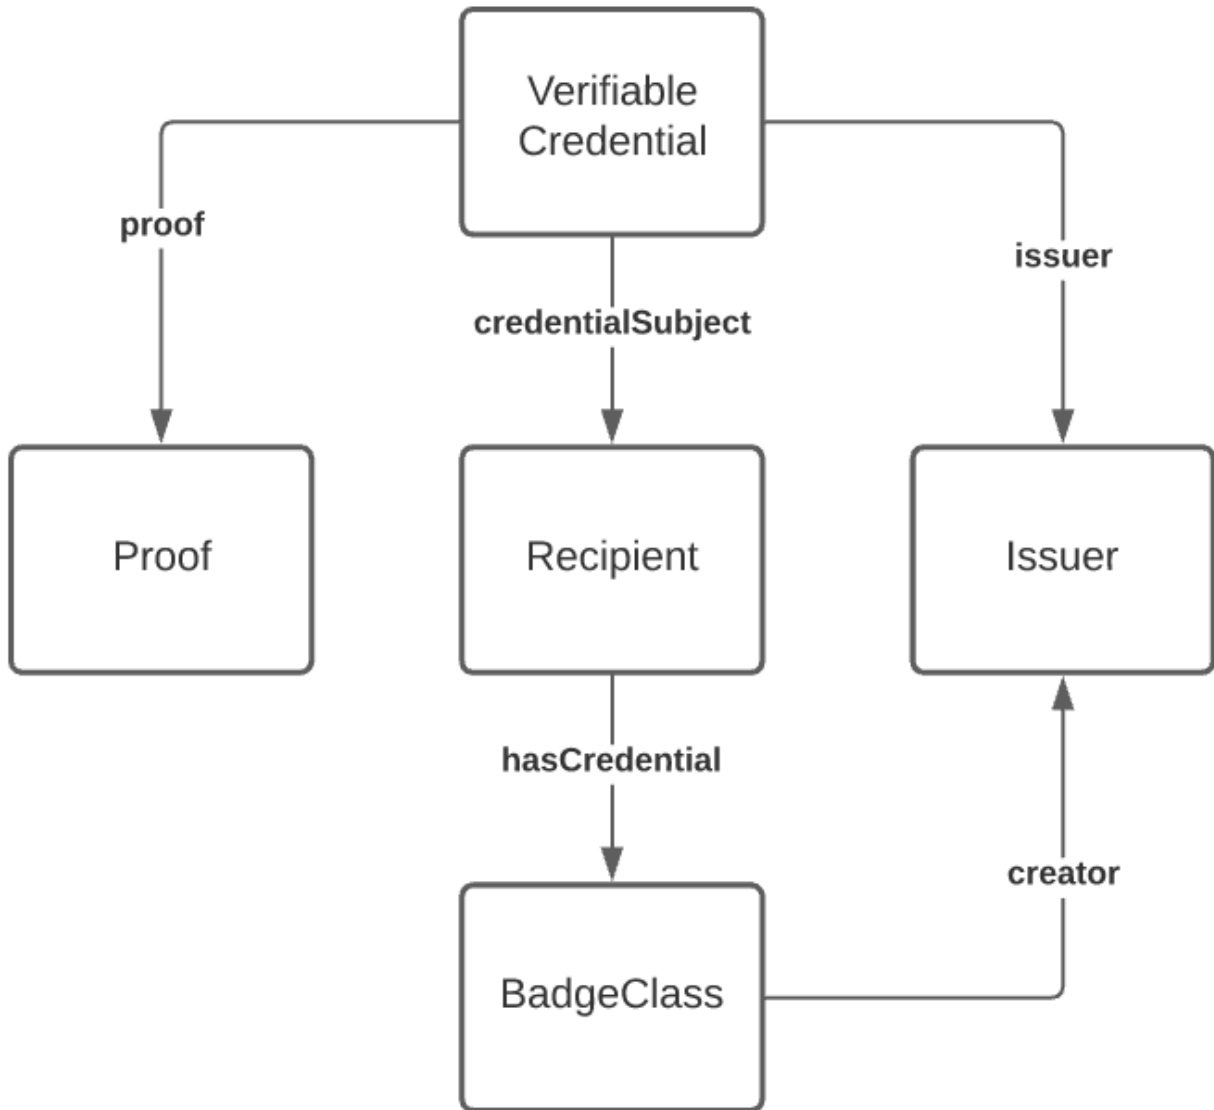 Verifiable
Credential
proof
issuer
credentialSubject
Proof
Recipient
Issuer
hasCredential
creator
BadgeClass